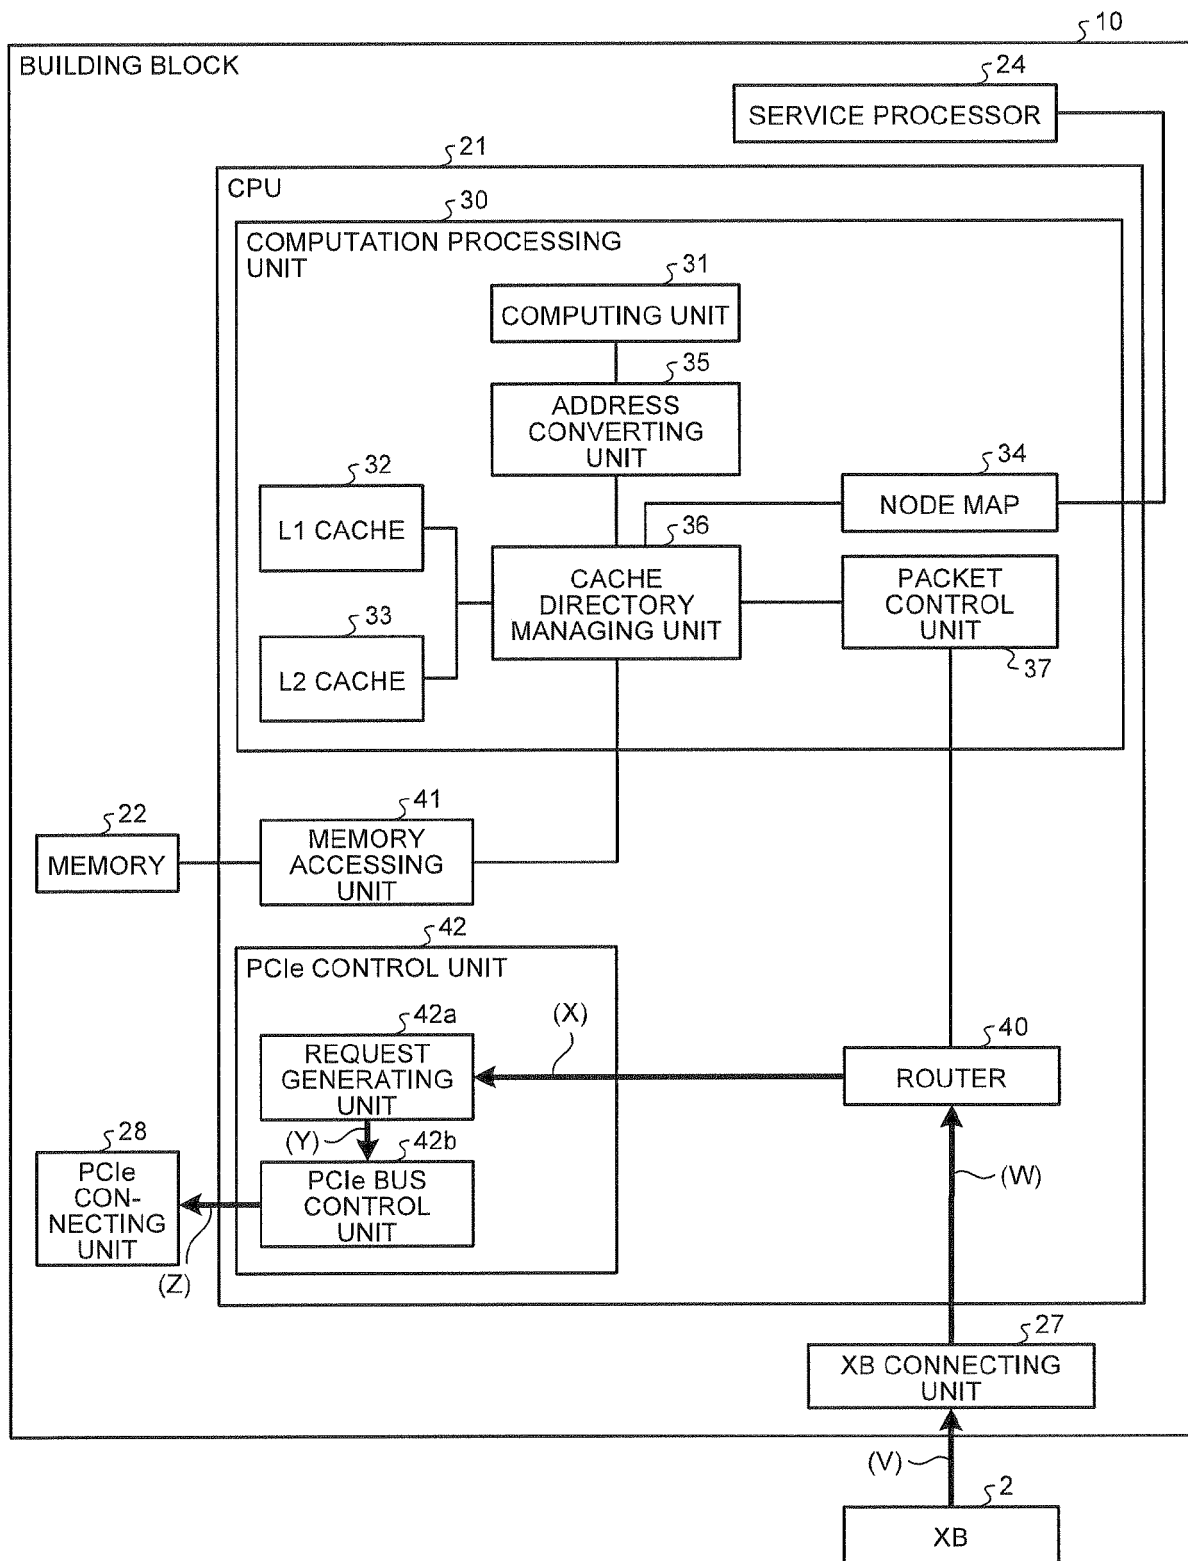 10
BUILDING BLOCK
24
SERVICE PROCESSOR
21
CPU
30
COMPUTATION PROCESSING
UNIT
31
COMPUTING UNIT
35
ADDRESS
CONVERTING
UNIT
32
L1 CACHE
34
NODE MAP
36
CACHE
DIRECTORY
MANAGING UNIT
PACKET
CONTROL
UNIT
37
33
L2 CACHE
22
MEMORY
41
MEMORY
ACCESSING
UNIT
42
PCIe CONTROL UNIT
42a
REQUEST
GENERATING
UNIT
(X)
40
ROUTER
(Y)
42b
PCIe BUS
CONTROL
UNIT
28
PCIe
CON-
NECTING
UNIT
(Z)
(W)
27
XB CONNECTING
UNIT
(V)
2
XB